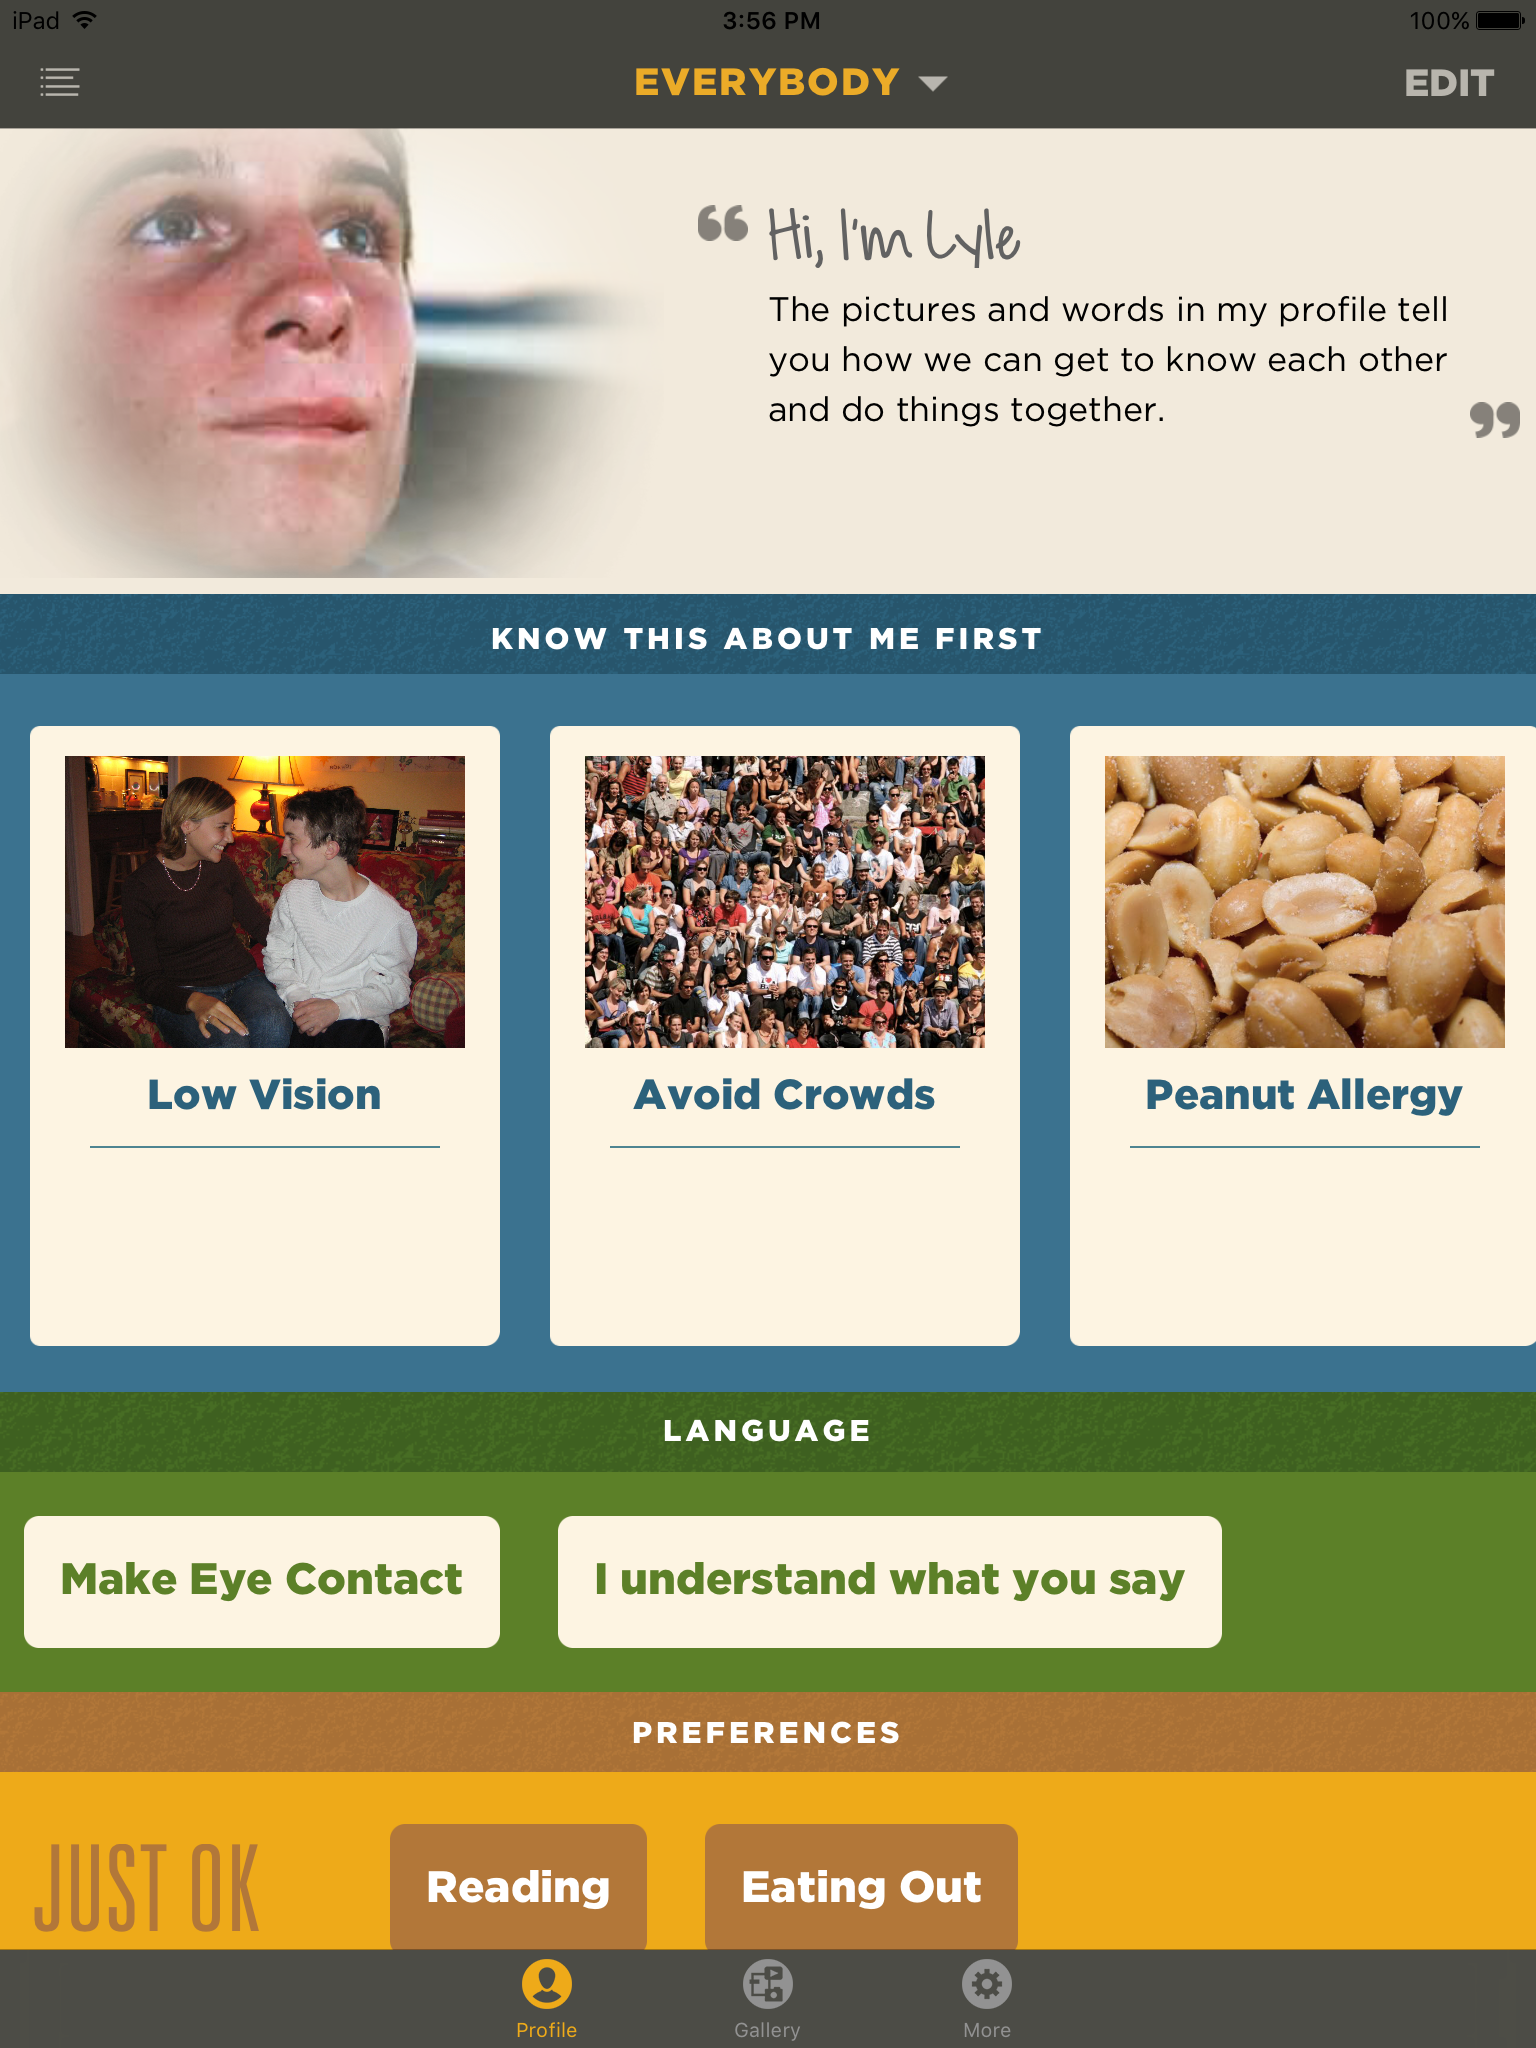 iPad 3:56 PM 100%
EVERYBODY EDIT
“ Hi, I'm Lyle
The pictures and words in my profile tell
you how we can get to know each other
and do things together. ”
KNOW THIS ABOUT ME FIRST
Low Vision
Avoid Crowds
Peanut Allergy
LANGUAGE
Make Eye Contact
I understand what you say
PREFERENCES
JUST OK
Reading
Eating Out
Profile
Gallery
More